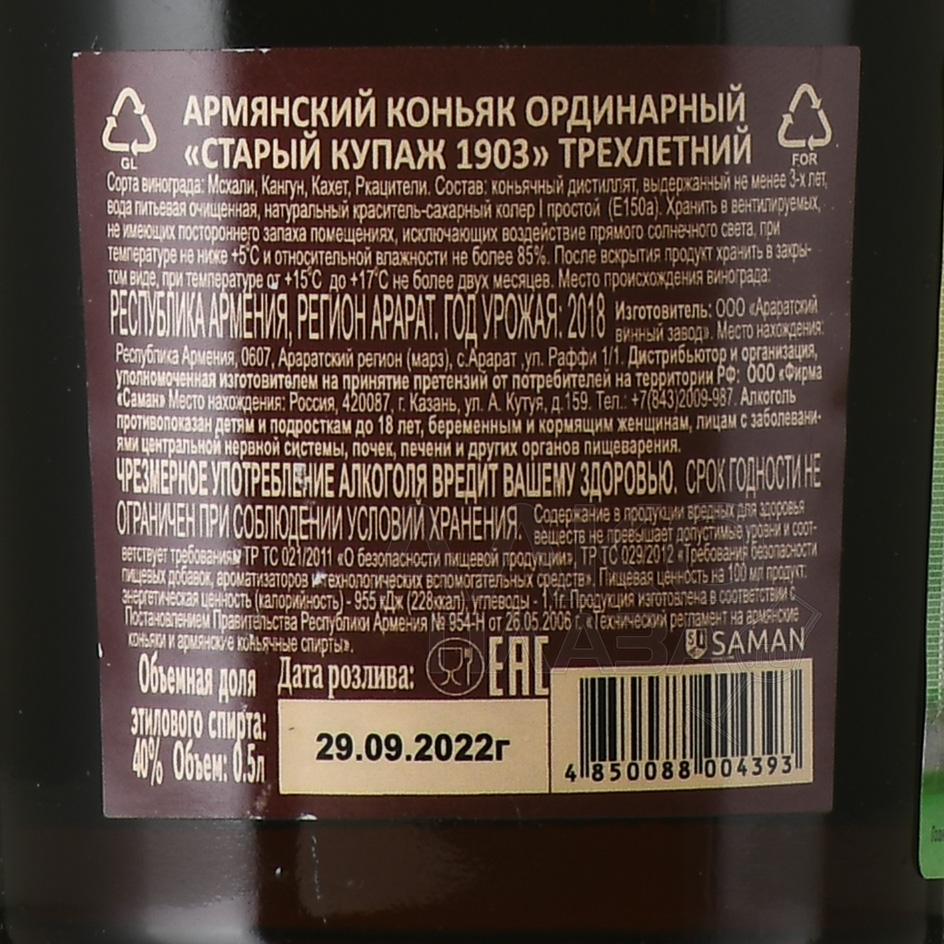 АРМЯНСКИЙ КОНЬЯК ОРДИНАРНЫЙ
«СТАРЫЙ КУПАЖ 1903» ТРЕХЛЕТНИЙ
GL
FOR
Сорта винограда: Мсхали, Кангун, Кахет, Ркацители. Состав: коньячный дистиллят, выдержанный не менее 3-х лет,
вода питьевая очищенная, натуральный краситель-сахарный колер I простой (Е150а). Хранить в вентилируемых,
не имеющих постороннего запаха помещениях, исключающих воздействие прямого солнечного света, при
температуре не ниже +5°С и относительной влажности не более 85%. После вскрытия продукт хранить в закры-
том виде, при температуре от +15°С до +17°С не более двух месяцев. Место происхождения винограда:
РЕСПУБЛИКА АРМЕНИЯ, РЕГИОН АРАРАТ. ГОД УРОЖАЯ: 2018
Изготовитель: ООО «Араратский
винный завод». Место нахождения:
Республика Армения, 0607, Араратский регион (марз), с.Арарат ,ул. Раффи 1/1. Дистрибьютор и организация,
уполномоченная изготовителем на принятие претензий от потребителей на территории РФ: ООО «Фирма
«Саман» Место нахождения: Россия, 420087, г. Казань, ул. А. Кутуя, д.159. Тел.: +7(843)2009-987. Алкоголь
противопоказан детям и подросткам до 18 лет, беременным и кормящим женщинам, лицам с заболевани-
ями центральной нервной системы, почек, печени и других органов пищеварения.
ЧРЕЗМЕРНОЕ УПОТРЕБЛЕНИЕ АЛКОГОЛЯ ВРЕДИТ ВАШЕМУ ЗДОРОВЬЮ. СРОК ГОДНОСТИ НЕ
ОГРАНИЧЕН ПРИ СОБЛЮДЕНИИ УСЛОВИЙ ХРАНЕНИЯ.
Содержание в продукции вредных для здоровья
веществ не превышает допустимые уровни и соот-
ветствует требованиям ТР ТС 021/2011 «О безопасности пищевой продукции», ТР ТС 029/2012 «Требования безопасности
пищевых добавок, ароматизаторов и технологических вспомогательных средств». Пищевая ценность на 100 мл продукт:
энергетическая ценность (калорийность) - 955 кДж (228ккал), углеводы - 1,1г. Продукция изготовлена в соответствии с
Постановлением Правительства Республики Армения № 954-Н от 26.05.2006 г. «Технический регламент на армянские
коньяки и армянские коньячные спирты».
SAMAN
Объемная доля
этилового спирта:
40% Объем: 0.5л
Дата розлива:
EAC
29.09.2022г
4 850088 004393